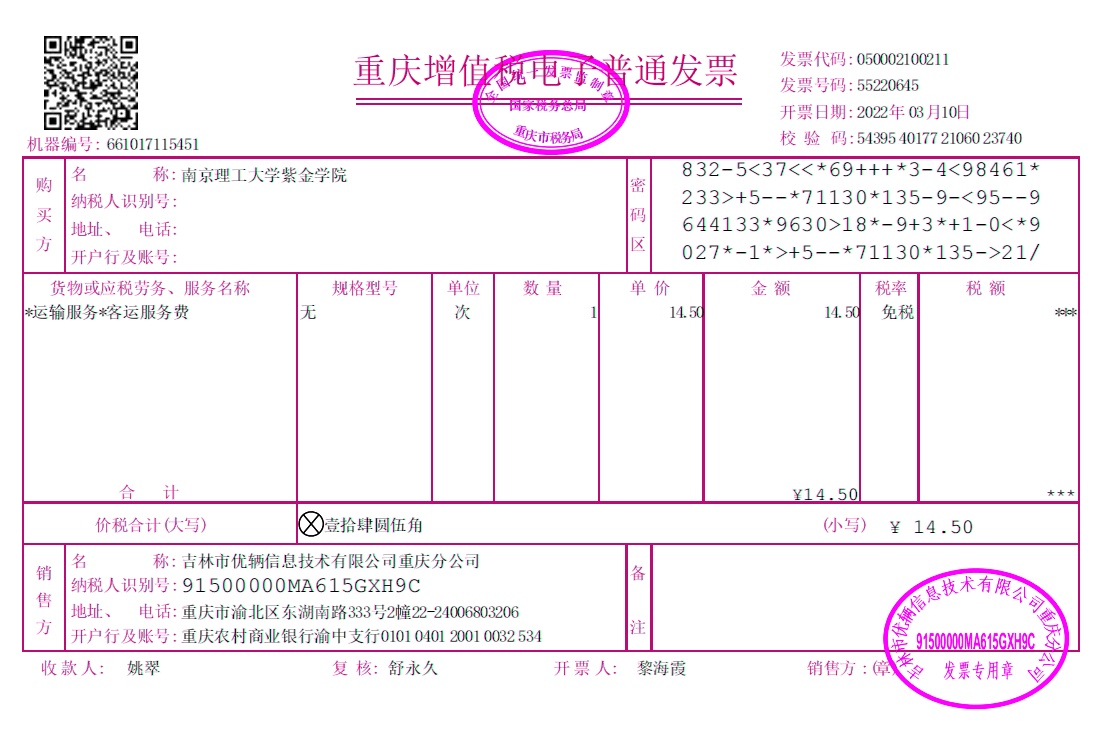 重庆增值税电子普通发票
全国统一发票监制章
国家税务总局
重庆市税务局
发票代码: 050002100211
发票号码: 55220645
开票日期: 2022年 03月10日
校 验 码: 54395 40177 21060 23740
机器编号: 661017115451
购买方
名 称: 南京理工大学紫金学院
纳税人识别号:
地址、 电话:
开户行及账号:
密码区
832-5<37<<*69+++*3-4<98461*
233>+5--*71130*135-9-<95--9
644133*9630>18*-9+3*+1-0<*9
027*-1*>+5--*71130*135->21/
货物或应税劳务、服务名称 规格型号 单位 数 量 单 价 金 额 税率 税 额
*运输服务*客运服务费 无 次 1 14.50 14.50 免税 ***
合 计 ¥14.50 ***
价税合计(大写) 壹拾肆圆伍角 (小写) ¥ 14.50
销售方
名 称: 吉林市优辆信息技术有限公司重庆分公司
纳税人识别号: 91500000MA615GXH9C
地址、 电话: 重庆市渝北区东湖南路333号2幢22-24006803206
开户行及账号: 重庆农村商业银行渝中支行0101 0401 2001 0032 534
备注
收款人: 姚翠 复 核: 舒永久 开票人: 黎海霞 销售方:(章)
吉林市优辆信息技术有限公司重庆分公司
91500000MA615GXH9C
发票专用章